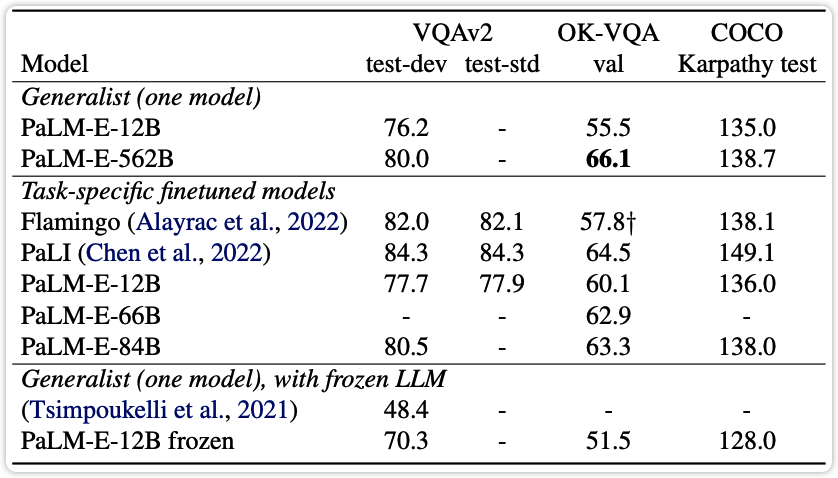 VQAv2 OK-VQA COCO
Model test-dev test-std val Karpathy test
Generalist (one model)
PaLM-E-12B 76.2 - 55.5 135.0
PaLM-E-562B 80.0 - 66.1 138.7
Task-specific finetuned models
Flamingo (Alayrac et al., 2022) 82.0 82.1 57.8† 138.1
PaLI (Chen et al., 2022) 84.3 84.3 64.5 149.1
PaLM-E-12B 77.7 77.9 60.1 136.0
PaLM-E-66B - - 62.9 -
PaLM-E-84B 80.5 - 63.3 138.0
Generalist (one model), with frozen LLM
(Tsimpoukelli et al., 2021) 48.4 - - -
PaLM-E-12B frozen 70.3 - 51.5 128.0